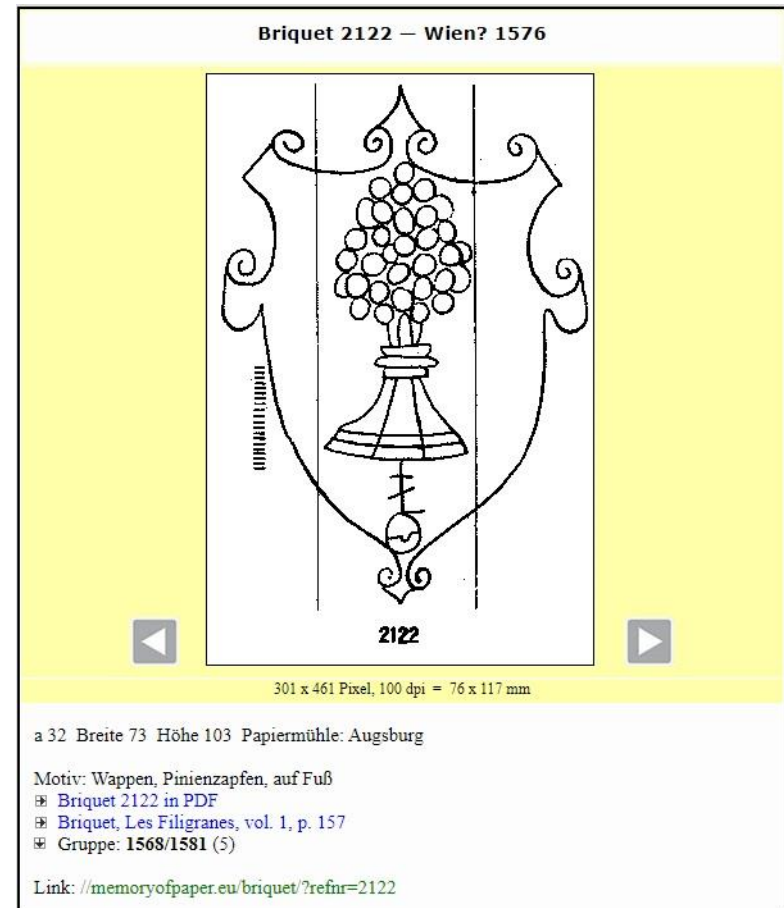 Briquet 2122 — Wien? 1576
2122
301 x 461 Pixel, 100 dpi = 76 x 117 mm
a 32 Breite 73 Höhe 103 Papiermühle: Augsburg
Motiv: Wappen, Pinienzapfen, auf Fuß
Briquet 2122 in PDF
Briquet, Les Filigranes, vol. 1, p. 157
Gruppe: 1568/1581 (5)
Link: //memoryofpaper.eu/briquet/?refnr=2122